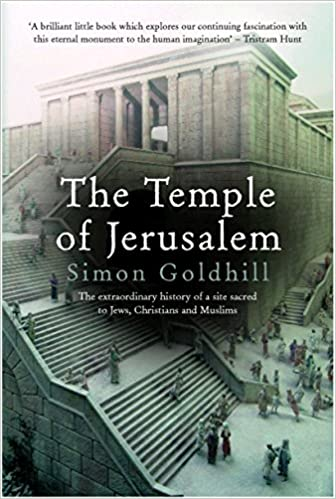 ‘A brilliant little book which explores our continuing fascination with
this eternal monument to the human imagination’ – Tristram Hunt
The Temple
of Jerusalem
Simon Goldhill
The extraordinary history of a site sacred
to Jews, Christians and Muslims